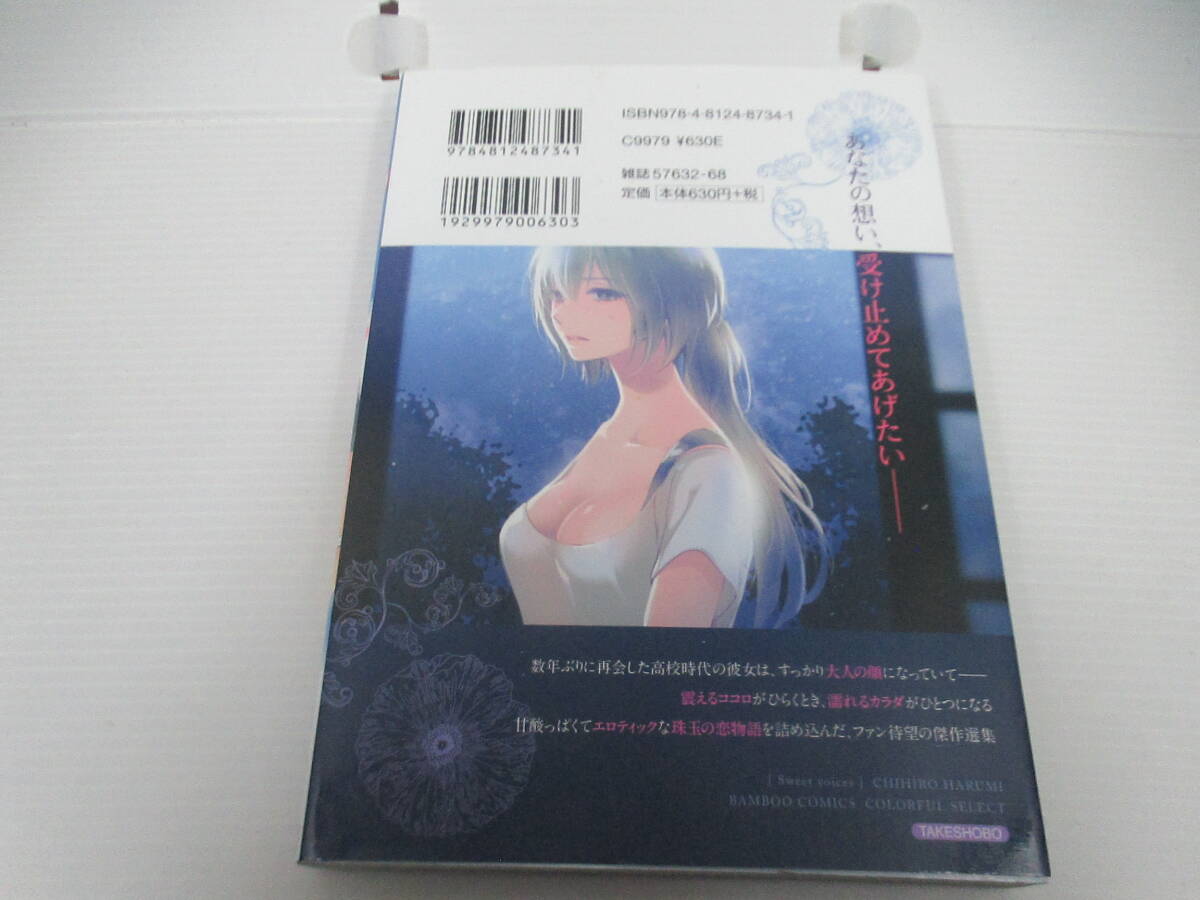 ISBN978-4-8124-8734-1
9784812487341
C9979 ¥630E
雑誌57632-68
定価 本体630円+税
1929979006303
あなたの想い、受け止めてあげたい――
数年ぶりに再会した高校時代の彼女は、すっかり大人の顔になっていて――
震えるココロがひらくとき、濡れるカラダがひとつになる
甘酸っぱくてエロティックな珠玉の恋物語を詰め込んだ、ファン待望の傑作選集
[ Sweet voices ] CHIHIRO HARUMI
BAMBOO COMICS COLORFUL SELECT
TAKESHOBO